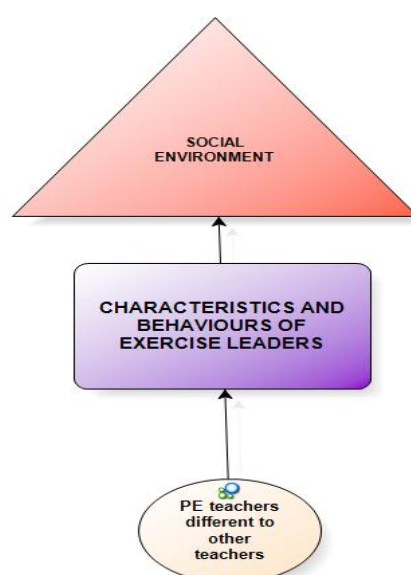 SOCIAL
ENVIRONMENT
CHARACTERISTICS AND
BEHAVIOURS OF
EXERCISE LEADERS
PE teachers
different to
other
teachers